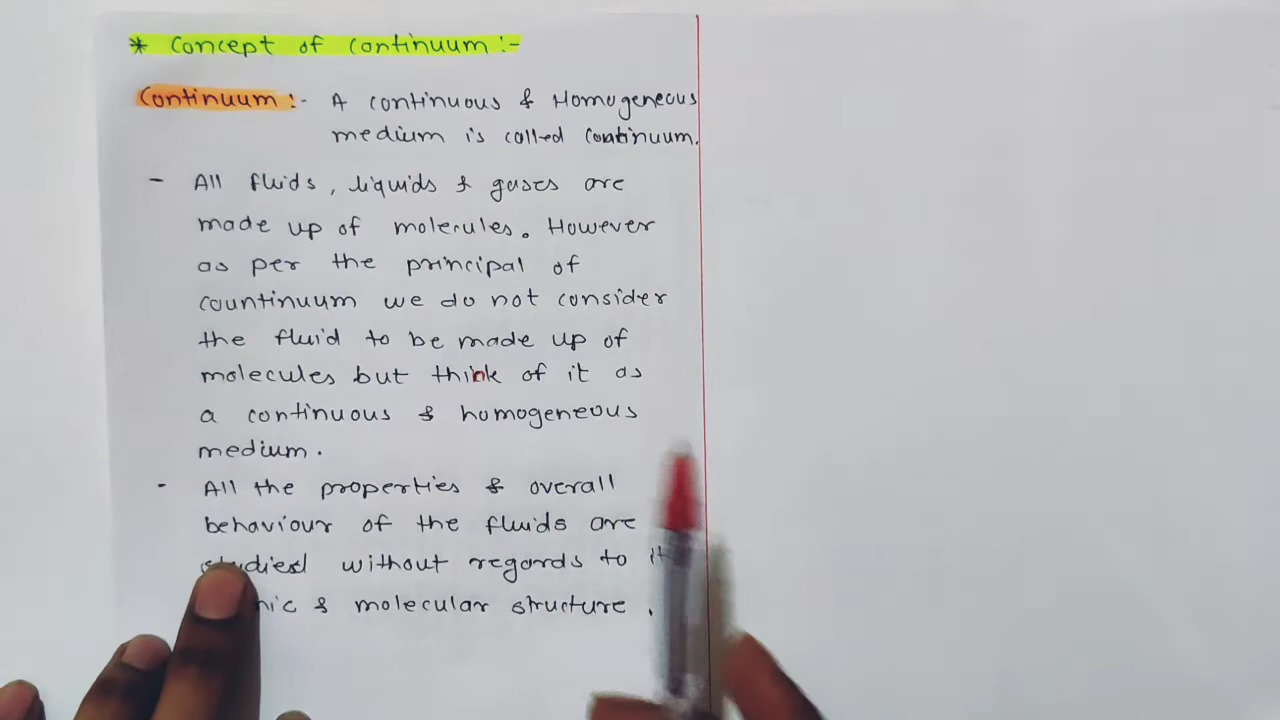 * Concept of continuum :-
Continuum :- A continuous & Homogeneous
medium is called continuum.
- All fluids, liquids & gases are
made up of molecules. However
as per the principal of
countinuum we do not consider
the fluid to be made up of
molecules but think of it as
a continuous & homogeneous
medium.
- All the properties & overall
behaviour of the fluids are
studied without regards to
& molecular structure.